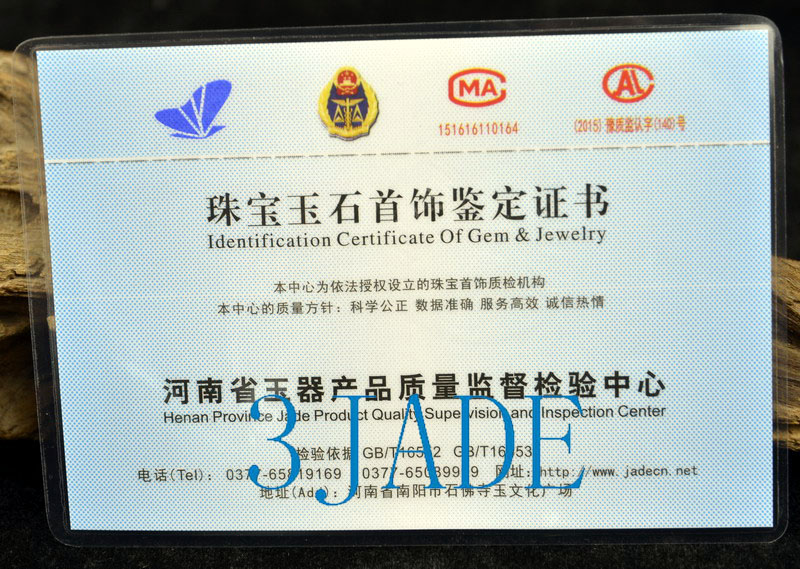 CMA
151616110164
CAL
(2015)豫质监认字(140)号
珠宝玉石首饰鉴定证书
Identification Certificate Of Gem & Jewelry
本中心为依法授权设立的珠宝首饰质检机构
本中心的质量方针：科学公正 数据准确 服务高效 诚信热情
河南省玉器产品质量监督检验中心
Henan Province Jade Product Quality Supervision and Inspection Center
3 JADE
检验依据 GB/T16552 GB/T16553
电话(Tel)： 0377-65819169 网址：http://www.jadecn.net
地址(Add)：河南省南阳市石佛寺玉文化广场